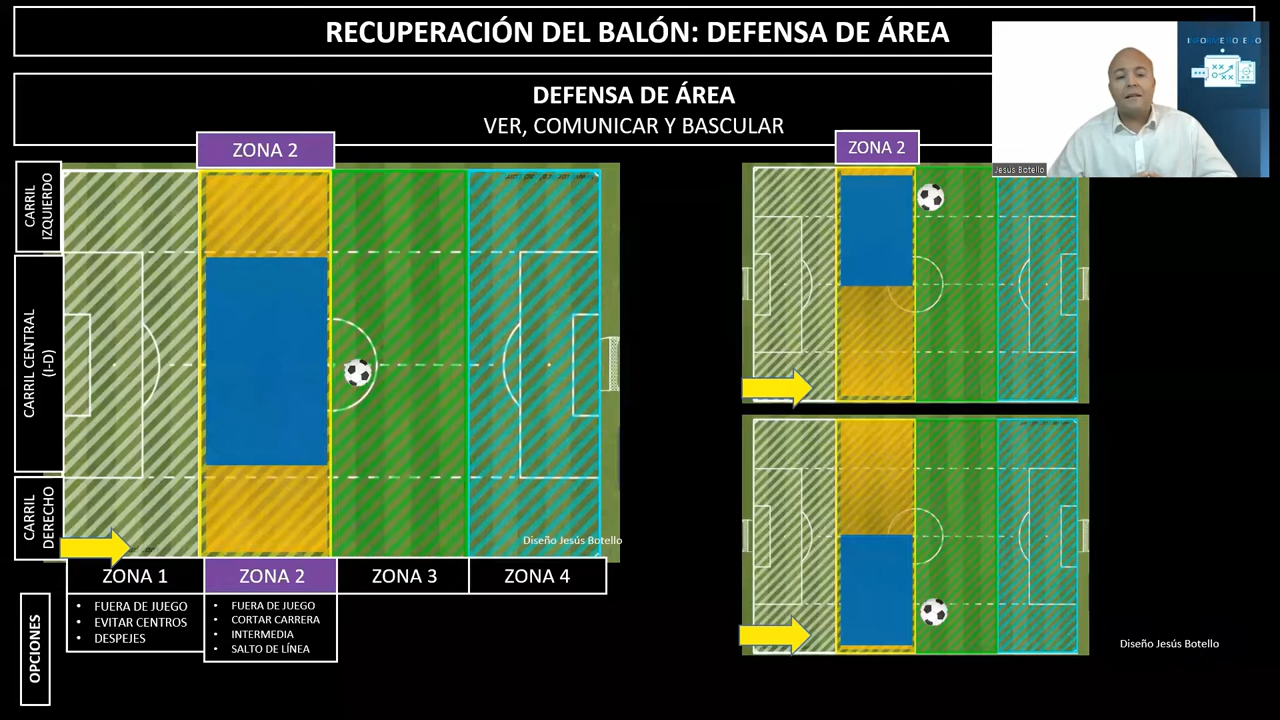 RECUPERACIÓN DEL BALÓN: DEFENSA DE ÁREA
DEFENSA DE ÁREA
VER, COMUNICAR Y BASCULAR
Jesús Botello
ZONA 2
ZONA 2
CARRIL
IZQUIERDO
CARRIL CENTRAL
(I-D)
CARRIL
DERECHO
Diseño Jesús Botello
ZONA 1
ZONA 2
ZONA 3
ZONA 4
OPCIONES
• FUERA DE JUEGO
• EVITAR CENTROS
• DESPEJES
• FUERA DE JUEGO
• CORTAR CARRERA
• INTERMEDIA
• SALTO DE LÍNEA
Diseño Jesús Botello